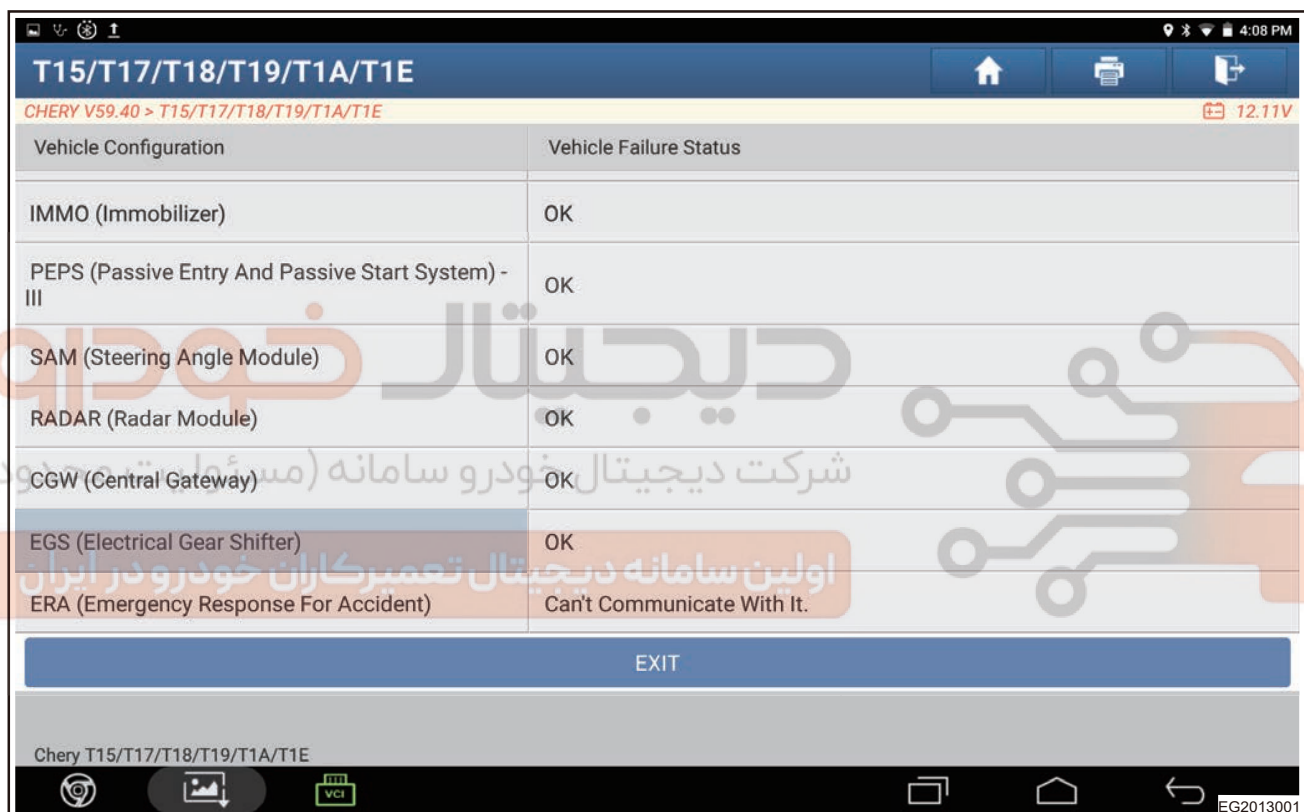 4:08 PM
T15/T17/T18/T19/T1A/T1E
CHERY V59.40 > T15/T17/T18/T19/T1A/T1E
12.11V
Vehicle Configuration
Vehicle Failure Status
IMMO (Immobilizer)
OK
PEPS (Passive Entry And Passive Start System) -
III
OK
SAM (Steering Angle Module)
OK
RADAR (Radar Module)
OK
CGW (Central Gateway)
OK
EGS (Electrical Gear Shifter)
OK
ERA (Emergency Response For Accident)
Can't Communicate With It.
دیجیتال خودرو
شرکت دیجیتال خودرو سامانه (مسئولیت محدود
اولین سامانه دیجیتال تعمیرکاران خودرو در ایران
EXIT
Chery T15/T17/T18/T19/T1A/T1E
VCI
EG2013001